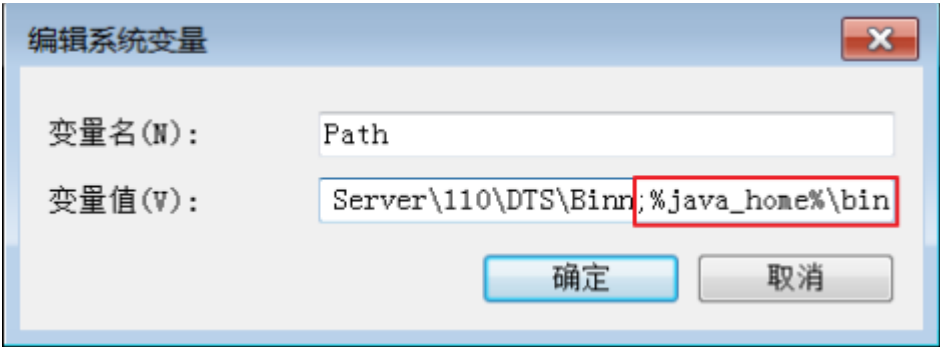 编辑系统变量
变量名(N):
Path
变量值(V):
Server\110\DTS\Binn;%java_home%\bin
确定
取消